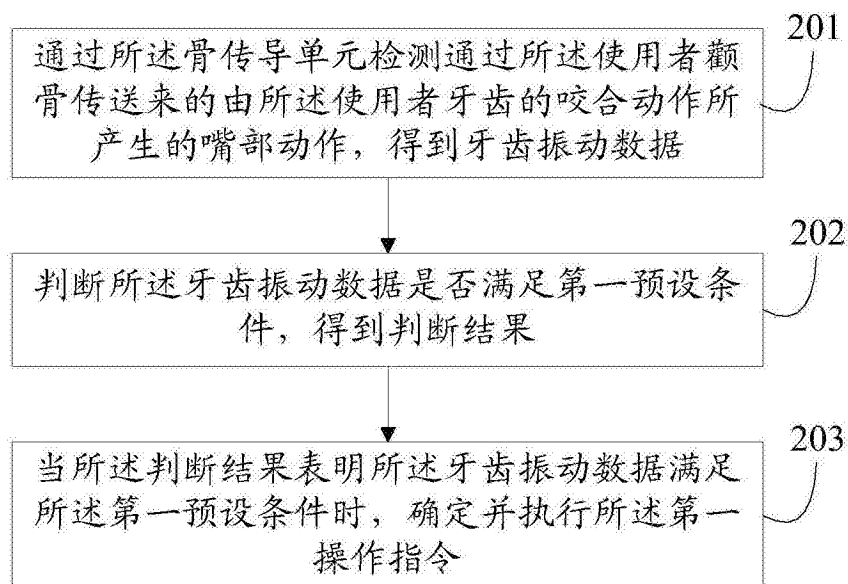 201
通过所述骨传导单元检测通过所述使用者颧
骨传送来的由所述使用者牙齿的咬合动作所
产生的嘴部动作，得到牙齿振动数据
202
判断所述牙齿振动数据是否满足第一预设条
件，得到判断结果
203
当所述判断结果表明所述牙齿振动数据满足
所述第一预设条件时，确定并执行所述第一
操作指令